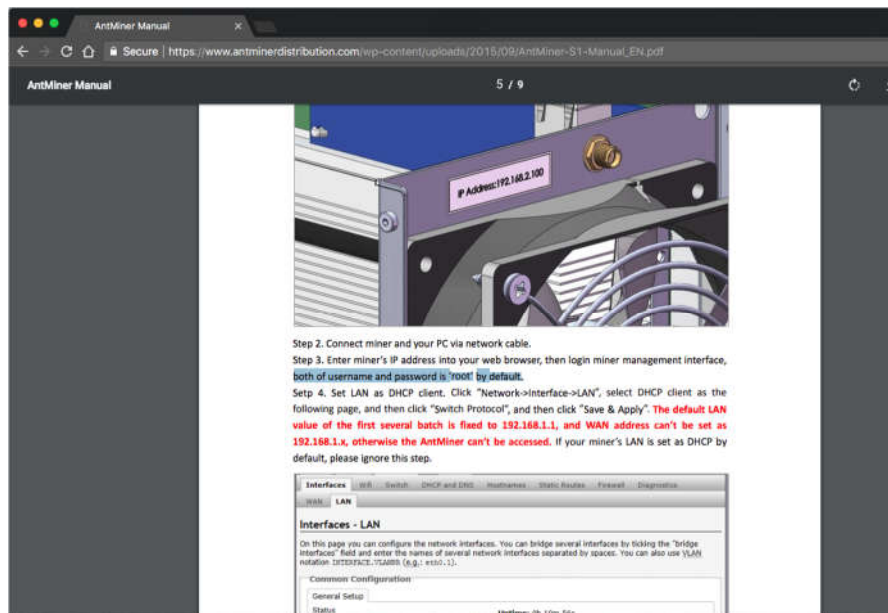 AntMiner Manual
Secure | https://www.antminerdistribution.com/wp-content/uploads/2015/09/AntMiner-S1-Manual_EN.pdf
AntMiner Manual
5 / 9
IP Address:192.168.2.100
Step 2. Connect miner and your PC via network cable.
Step 3. Enter miner's IP address into your web browser, then login miner management interface,
both of username and password is 'root' by default.
Setp 4. Set LAN as DHCP client. Click "Network->Interface->LAN", select DHCP client as the
following page, and then click "Switch Protocol", and then click "Save & Apply". The default LAN
value of the first several batch is fixed to 192.168.1.1, and WAN address can't be set as
192.168.1.x, otherwise the AntMiner can't be accessed. If your miner's LAN is set as DHCP by
default, please ignore this step.
Interfaces Wifi Switch DHCP and DNS Hostnames Static Routes Firewall Diagnostics
WAN LAN
Interfaces - LAN
On this page you can configure the network interfaces. You can bridge several interfaces by ticking the "bridge
interfaces" field and enter the names of several network interfaces separated by spaces. You can also use VLAN
notation INTERFACE.VLANNR (e.g.: eth0.1).
Common Configuration
General Setup
Status